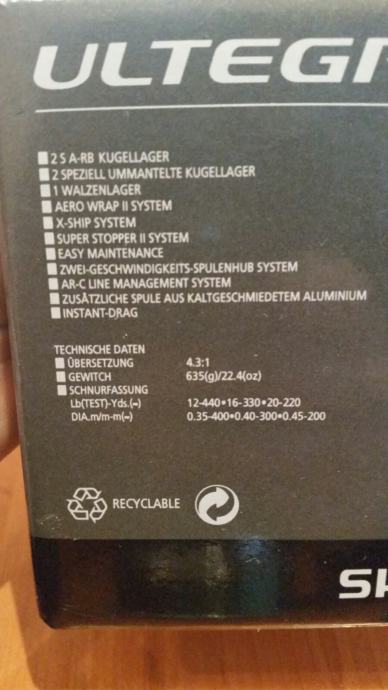 ULTEGR
2 S A-RB KUGELLAGER
2 SPEZIELL UMMANTELTE KUGELLAGER
1 WALZENLAGER
AERO WRAP II SYSTEM
X-SHIP SYSTEM
SUPER STOPPER II SYSTEM
EASY MAINTENANCE
ZWEI-GESCHWINDIGKEITS-SPULENHUB SYSTEM
AR-C LINE MANAGEMENT SYSTEM
ZUSÄTZLICHE SPULE AUS KALTGESCHMIEDETEM ALUMINIUM
INSTANT-DRAG
TECHNISCHE DATEN
ÜBERSETZUNG 4.3:1
GEWITCH 635(g)/22.4(oz)
SCHNURFASSUNG
Lb(TEST)-Yds.(~) 12-440•16-330•20-220
DIA.m/m-m(~) 0.35-400•0.40-300•0.45-200
RECYCLABLE
SH